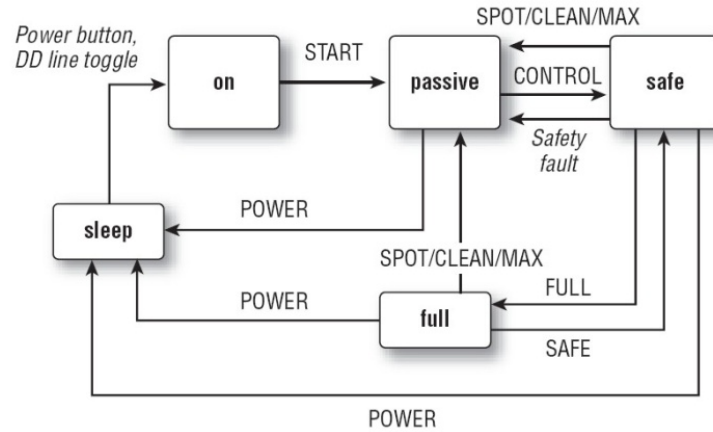 SPOT/CLEAN/MAX
Power button,
DD line toggle
START
on
passive
CONTROL
safe
Safety
fault
POWER
sleep
SPOT/CLEAN/MAX
POWER
FULL
full
SAFE
POWER